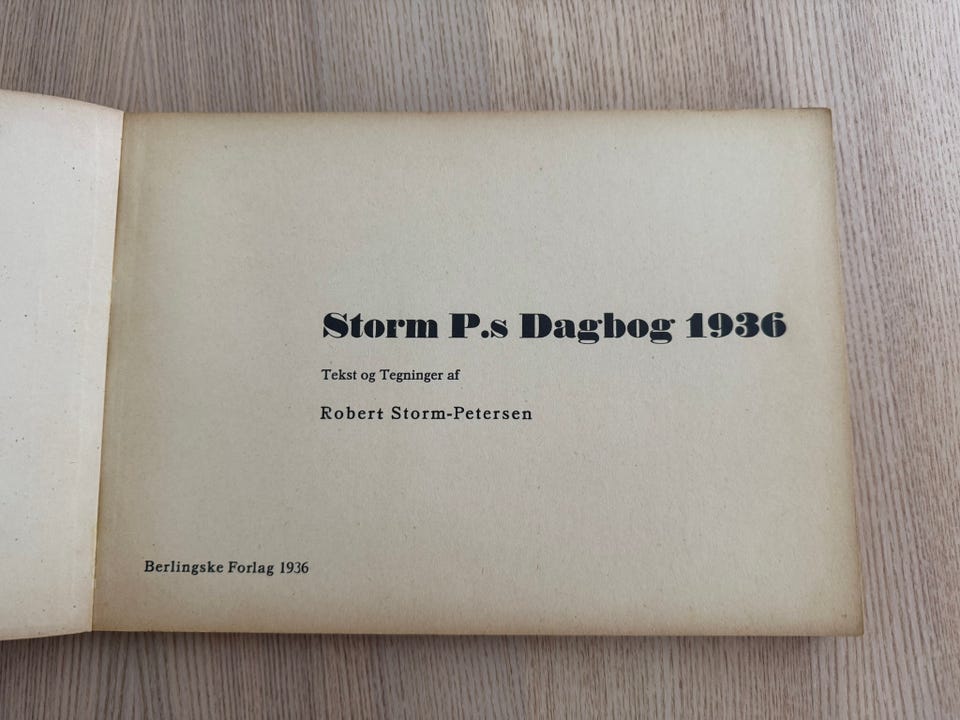 Storm P.s Dagbog 1936
Tekst og Tegninger af
Robert Storm-Petersen
Berlingske Forlag 1936